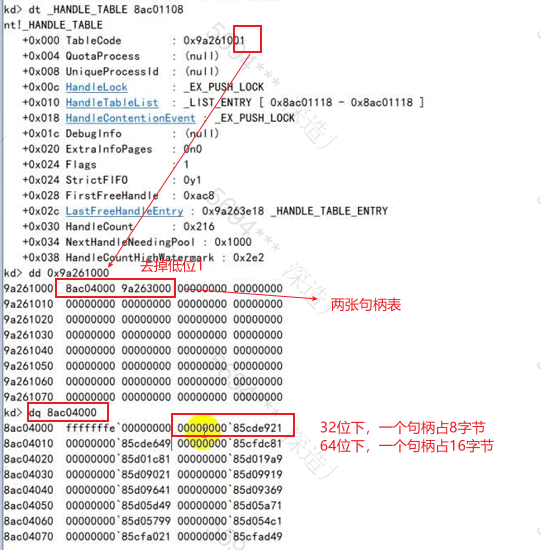 kd> dt _HANDLE_TABLE 8ac01108
nt!_HANDLE_TABLE
+0x000 TableCode : 0x9a261001
+0x004 QuotaProcess : (null)
+0x008 UniqueProcessId : (null)
+0x00c HandleLock : _EX_PUSH_LOCK
+0x010 HandleTableList : _LIST_ENTRY [ 0x8ac01118 - 0x8ac01118 ]
+0x018 HandleContentionEvent : _EX_PUSH_LOCK
+0x01c DebugInfo : (null)
+0x020 ExtraInfoPages : 0n0
+0x024 Flags : 1
+0x024 StrictFIFO : 0y1
+0x028 FirstFreeHandle : 0xac8
+0x02c LastFreeHandleEntry : 0x9a263e18 _HANDLE_TABLE_ENTRY
+0x030 HandleCount : 0x216
+0x034 NextHandleNeedingPool : 0x1000
+0x038 HandleCountHighWatermark : 0x2e2
去掉低位1
kd> dd 0x9a261000
9a261000 8ac04000 9a263000 00000000 00000000
两张句柄表
9a261010 00000000 00000000 00000000 00000000
9a261020 00000000 00000000 00000000 00000000
9a261030 00000000 00000000 00000000 00000000
9a261040 00000000 00000000 00000000 00000000
9a261050 00000000 00000000 00000000 00000000
9a261060 00000000 00000000 00000000 00000000
9a261070 00000000 00000000 00000000 00000000
kd> dq 8ac04000
8ac04000 fffffffe`00000000 00000000`85cde921
32位下，一个句柄占8字节
8ac04010 00000000`85cde649 00000000`85cfdc81
64位下，一个句柄占16字节
8ac04020 00000000`85d01c81 00000000`85d019a9
8ac04030 00000000`85d09021 00000000`85d09919
8ac04040 00000000`85d09641 00000000`85d09369
8ac04050 00000000`85d05d49 00000000`85d05a71
8ac04060 00000000`85d05799 00000000`85d054c1
8ac04070 00000000`85cfa021 00000000`85cfad49
5694*** 深造
5694*** 深造